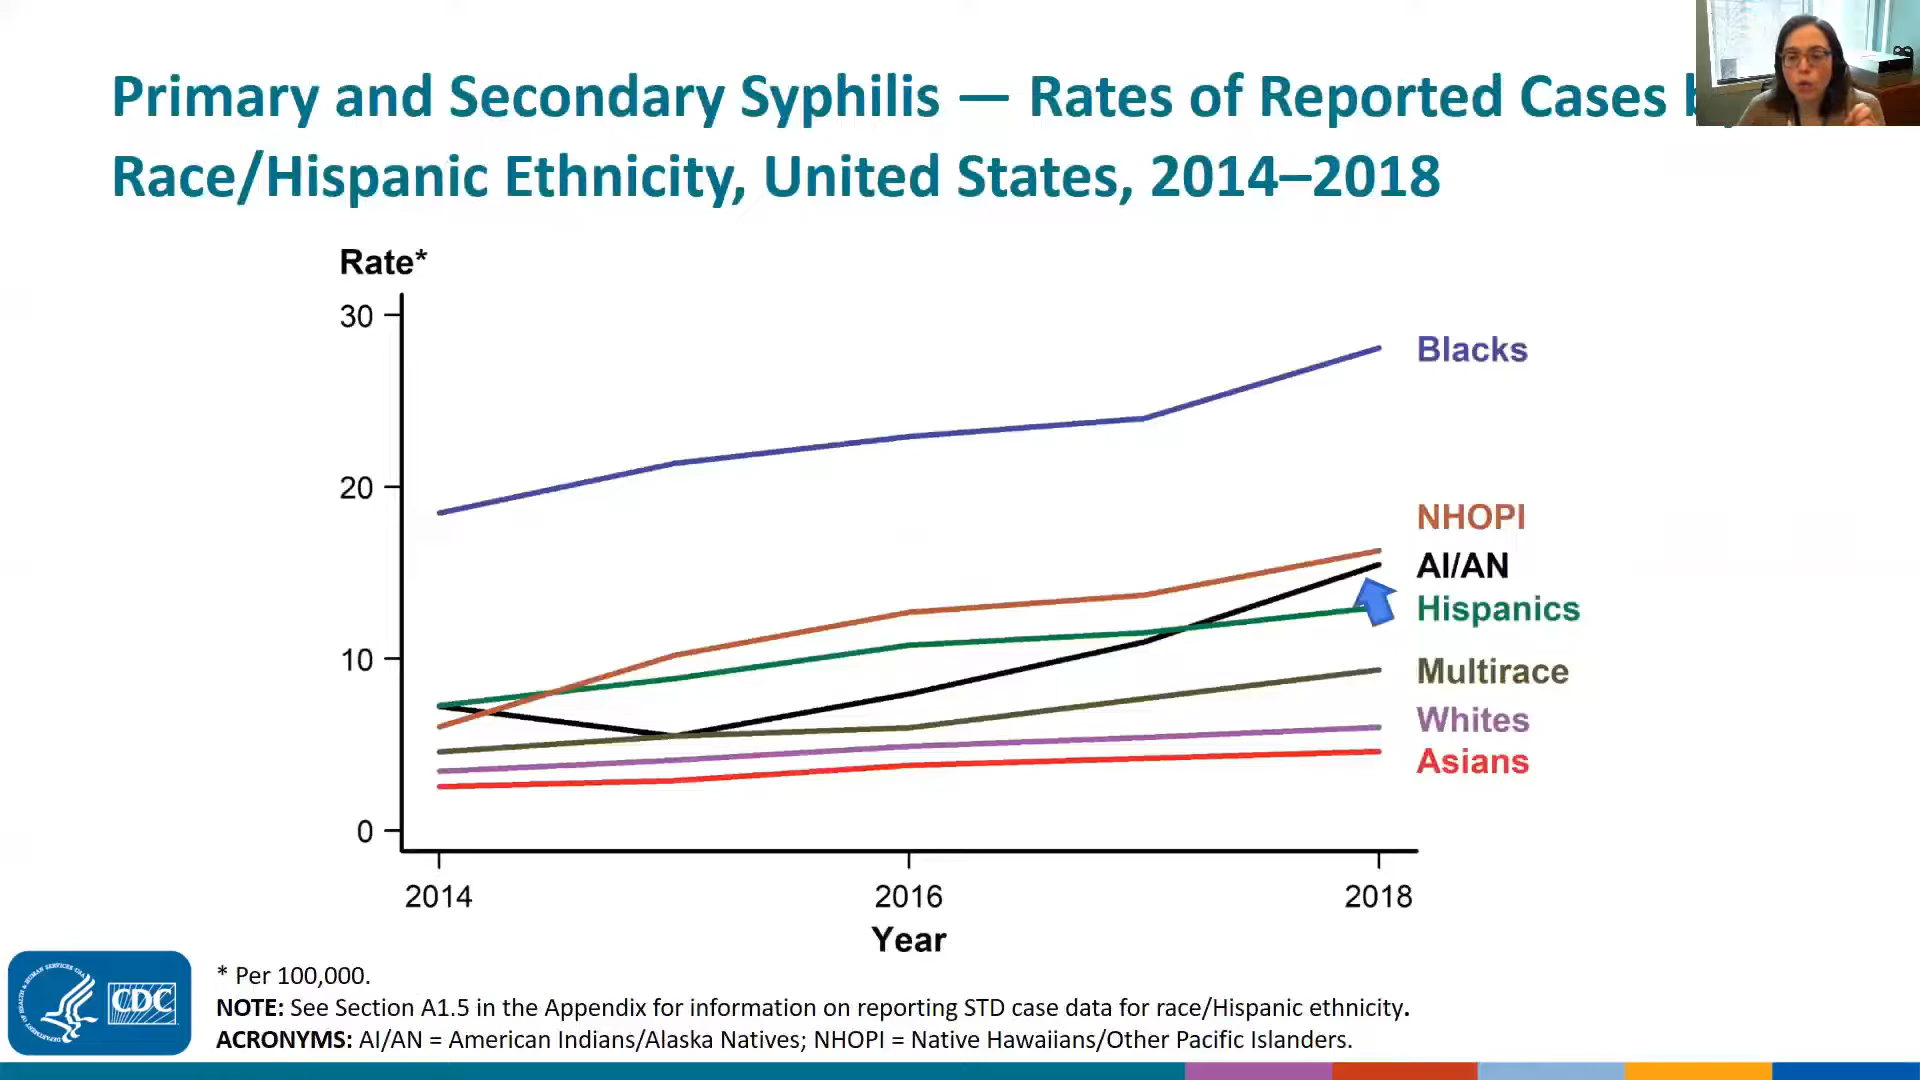 Primary and Secondary Syphilis — Rates of Reported Cases
Race/Hispanic Ethnicity, United States, 2014–2018
Rate*
30
20
10
0
Blacks
NHOPI
AI/AN
Hispanics
Multirace
Whites
Asians
2014
2016
2018
Year
CDC
* Per 100,000.
NOTE: See Section A1.5 in the Appendix for information on reporting STD case data for race/Hispanic ethnicity.
ACRONYMS: AI/AN = American Indians/Alaska Natives; NHOPI = Native Hawaiians/Other Pacific Islanders.